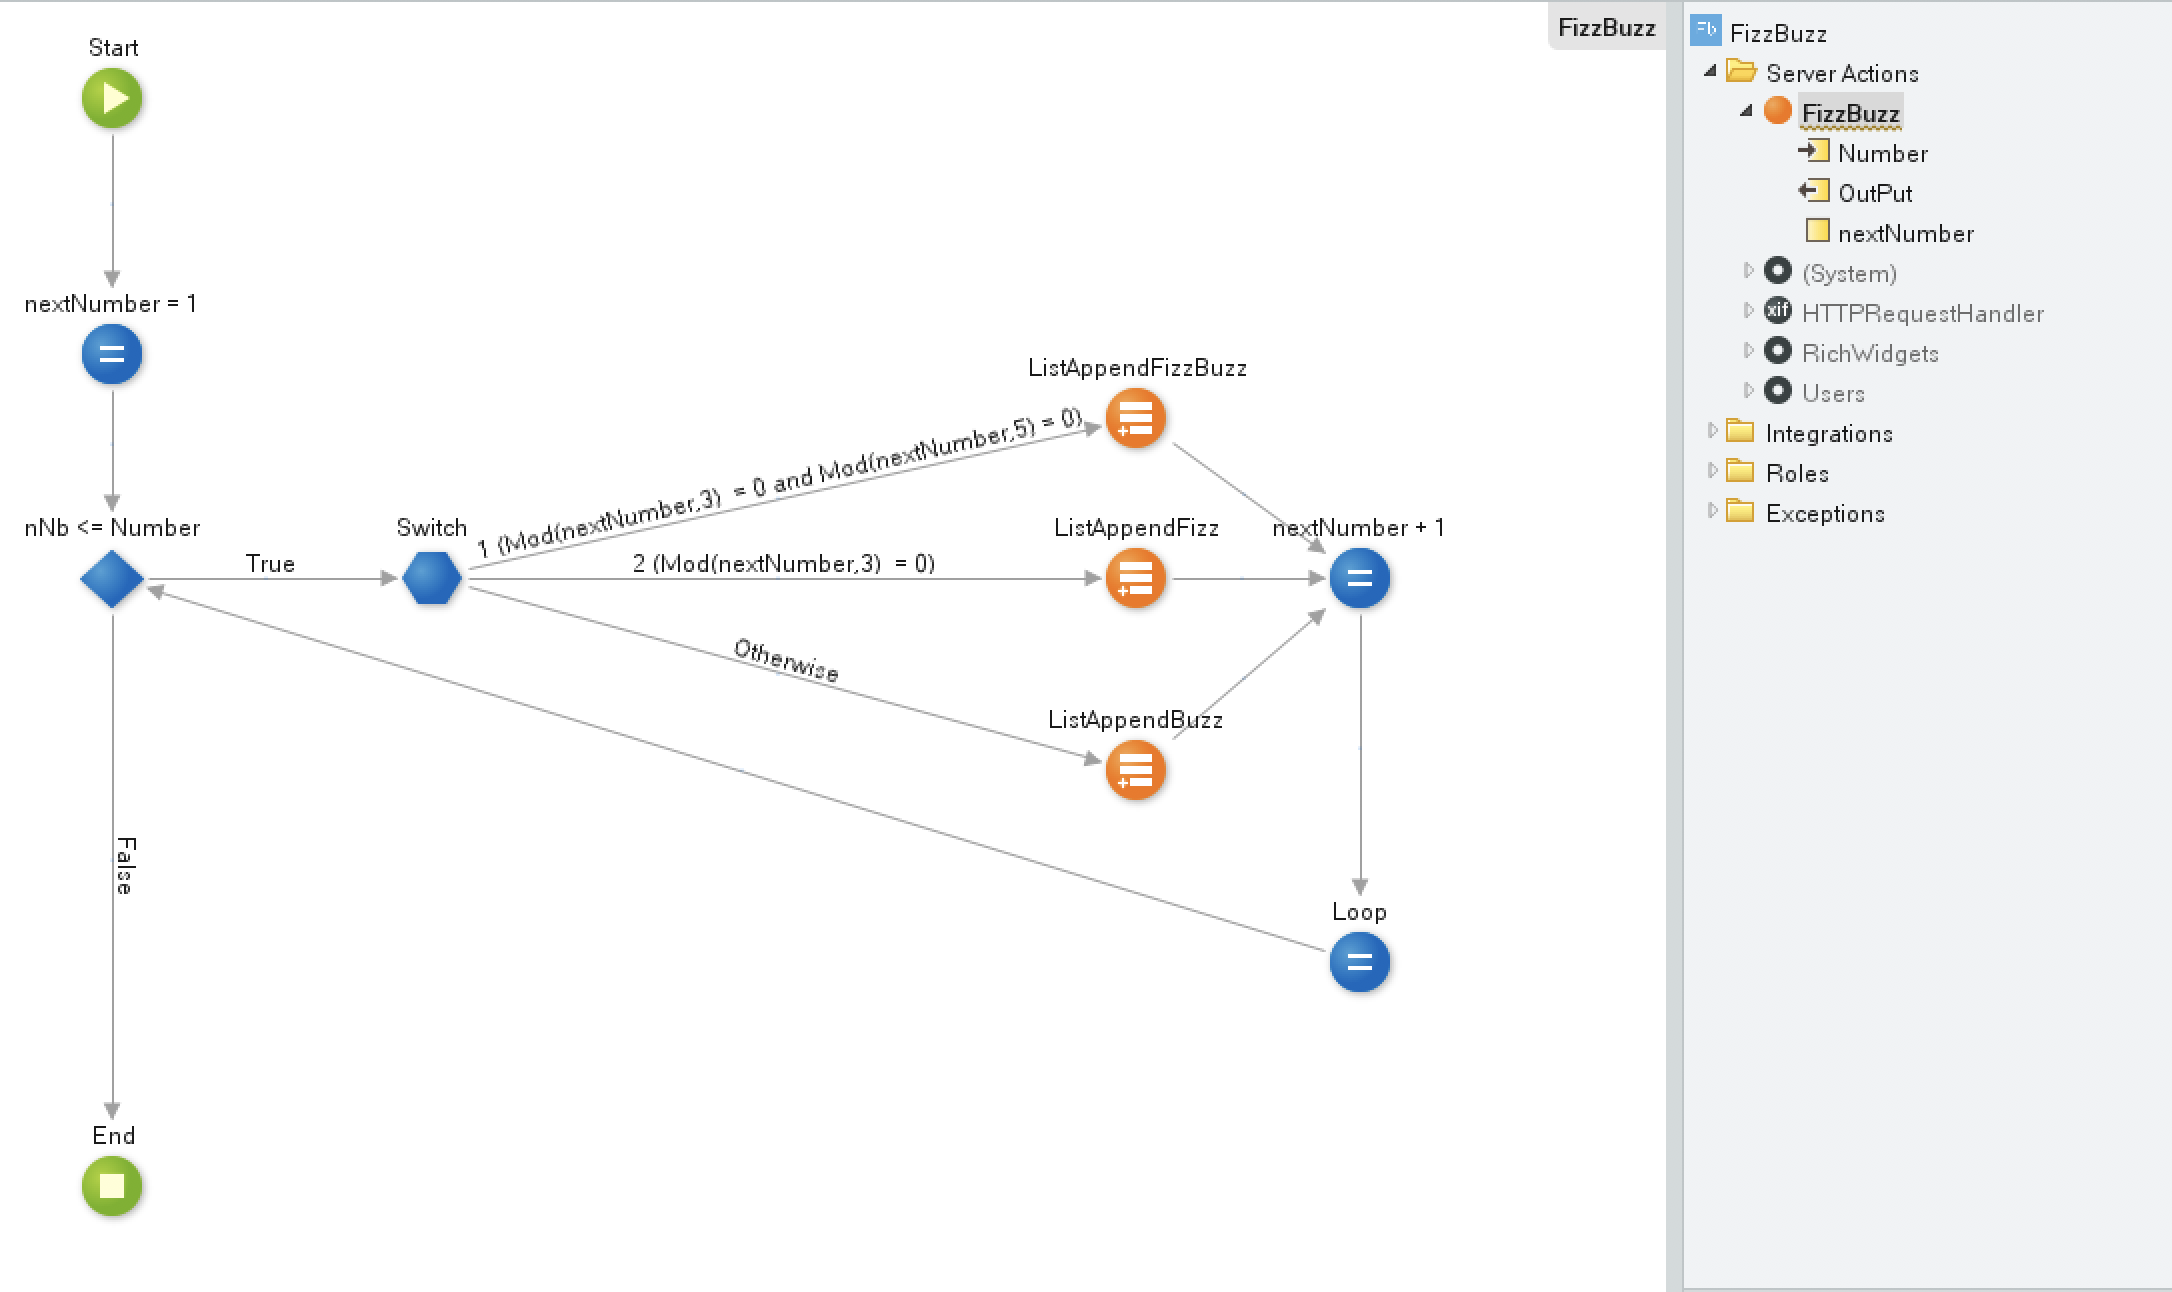 Start
nextNumber = 1
nNb <= Number
True
Switch
1 (Mod(nextNumber,3)  = 0 and Mod(nextNumber,5) = 0)
2 (Mod(nextNumber,3)  = 0)
Otherwise
ListAppendFizzBuzz
ListAppendFizz
ListAppendBuzz
nextNumber + 1
Loop
False
End
FizzBuzz
FizzBuzz
Server Actions
FizzBuzz
Number
OutPut
nextNumber
(System)
xif HTTPRequestHandler
RichWidgets
Users
Integrations
Roles
Exceptions